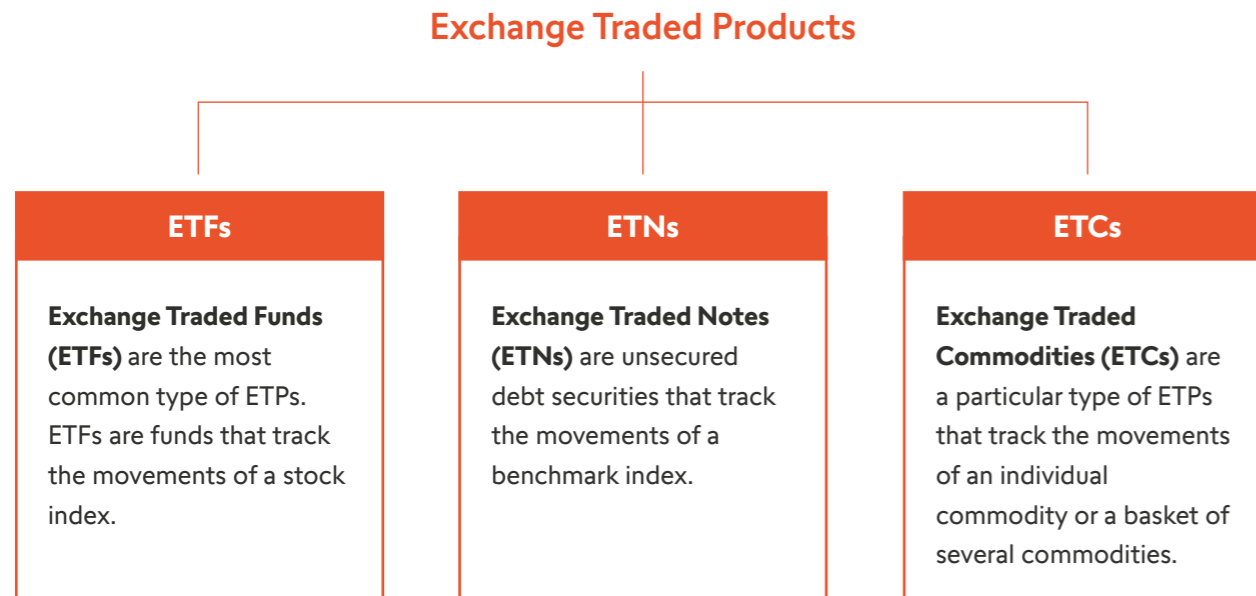 Exchange Traded Products
ETFs
Exchange Traded Funds
(ETFs) are the most
common type of ETPs.
ETFs are funds that track
the movements of a stock
index.
ETNs
Exchange Traded Notes
(ETNs) are unsecured
debt securities that track
the movements of a
benchmark index.
ETCs
Exchange Traded
Commodities (ETCs) are
a particular type of ETPs
that track the movements
of an individual
commodity or a basket of
several commodities.